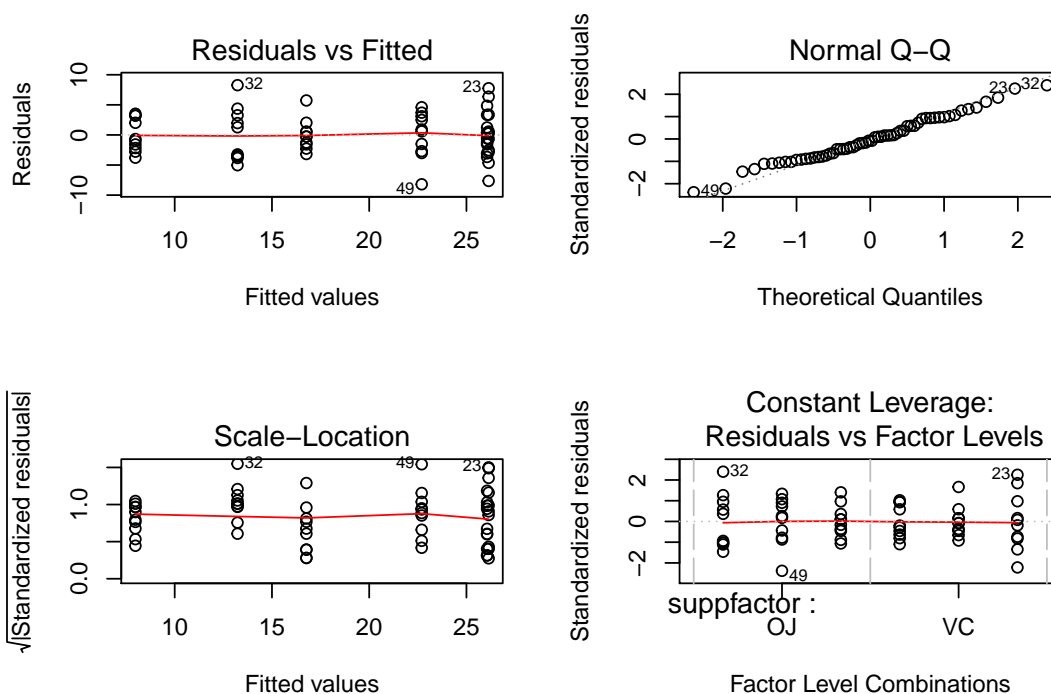 Residuals vs Fitted
Residuals
10
0
−10
32
23
49
10
15
20
25
Fitted values
Normal Q−Q
Standardized residuals
2
0
−2
23
32
49
−2
−1
0
1
2
Theoretical Quantiles
Scale−Location
√|Standardized residuals|
1.0
0.0
32
49
23
10
15
20
25
Fitted values
Constant Leverage:
Residuals vs Factor Levels
Standardized residuals
2
0
−2
32
23
49
suppfactor :
OJ
VC
Factor Level Combinations